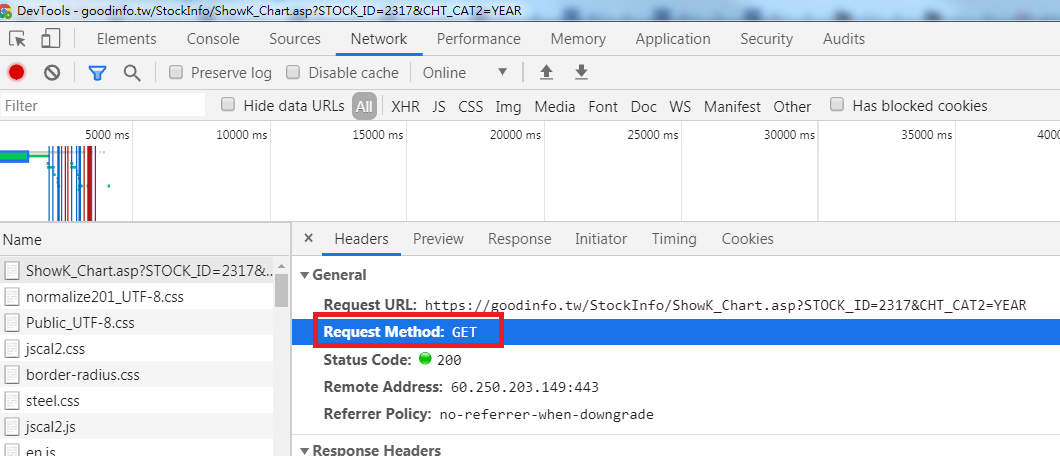 DevTools - goodinfo.tw/StockInfo/ShowK_Chart.asp?STOCK_ID=2317&CHT_CAT2=YEAR
Elements Console Sources Network Performance Memory Application Security Audits
Preserve log Disable cache Online
Filter Hide data URLs All XHR JS CSS Img Media Font Doc WS Manifest Other Has blocked cookies
5000 ms 10000 ms 15000 ms 20000 ms 25000 ms 30000 ms 35000 ms 4000
Name × Headers Preview Response Initiator Timing Cookies
ShowK_Chart.asp?STOCK_ID=2317&...
normalize201_UTF-8.css
Public_UTF-8.css
jscal2.css
border-radius.css
steel.css
jscal2.js
en.js
General
Request URL: https://goodinfo.tw/StockInfo/ShowK_Chart.asp?STOCK_ID=2317&CHT_CAT2=YEAR
Request Method: GET
Status Code: 200
Remote Address: 60.250.203.149:443
Referrer Policy: no-referrer-when-downgrade
Response Headers